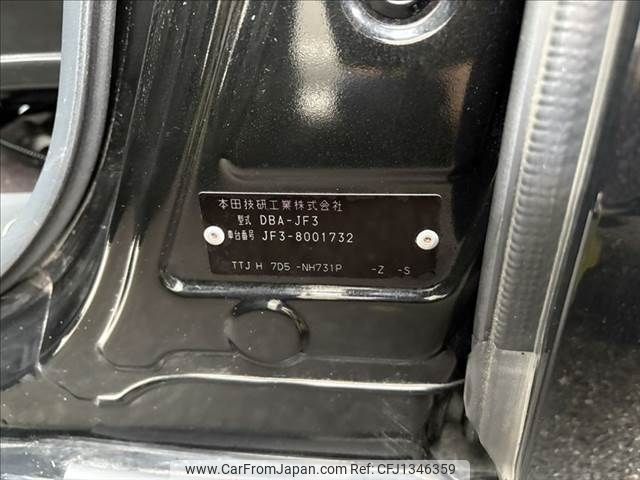 本田技研工業株式会社
型式 DBA-JF3
車台番号 JF3-8001732
TTJ H 7D5 -NH731P -Z -S
www.CarFromJapan.com - CFJ1346359